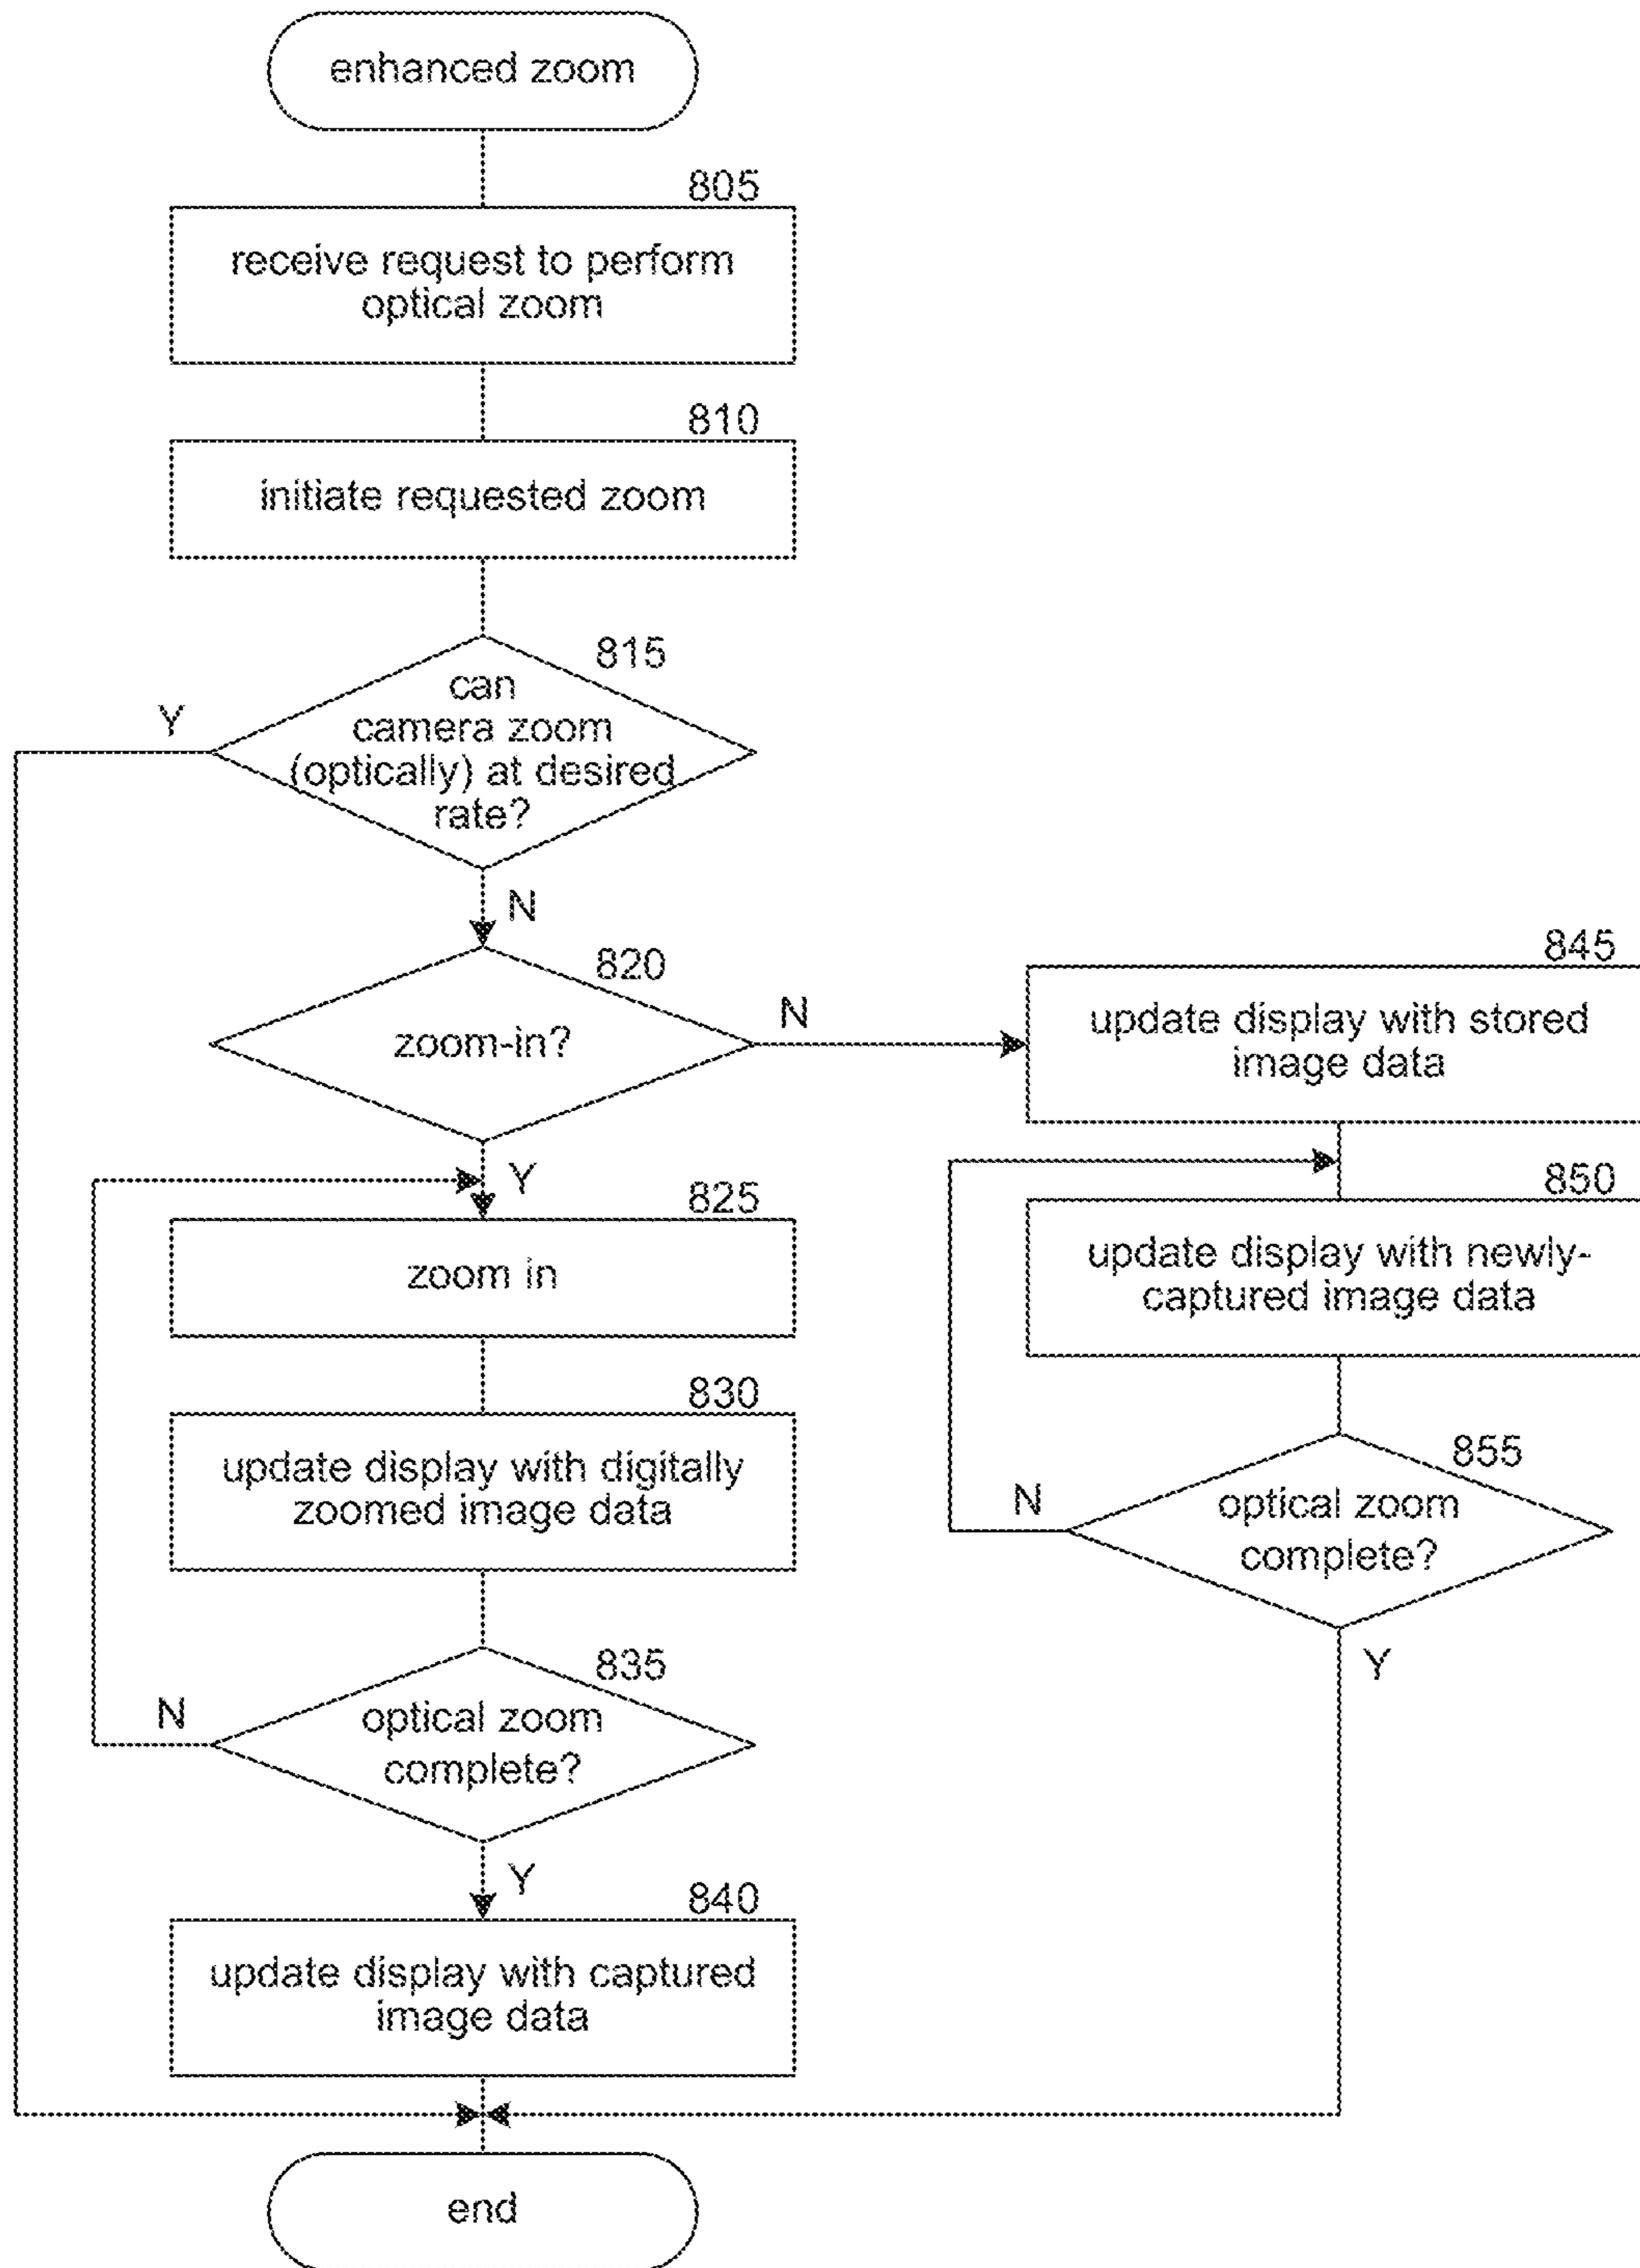 enhanced zoom
805
receive request to perform
optical zoom
810
initiate requested zoom
815
can
camera zoom
(optically) at desired
rate?
Y
N
820
zoom-in?
N
Y
825
zoom in
830
update display with digitally
zoomed image data
835
optical zoom
complete?
N
Y
840
update display with captured
image data
845
update display with stored
image data
850
update display with newly-
captured image data
855
optical zoom
complete?
N
Y
end